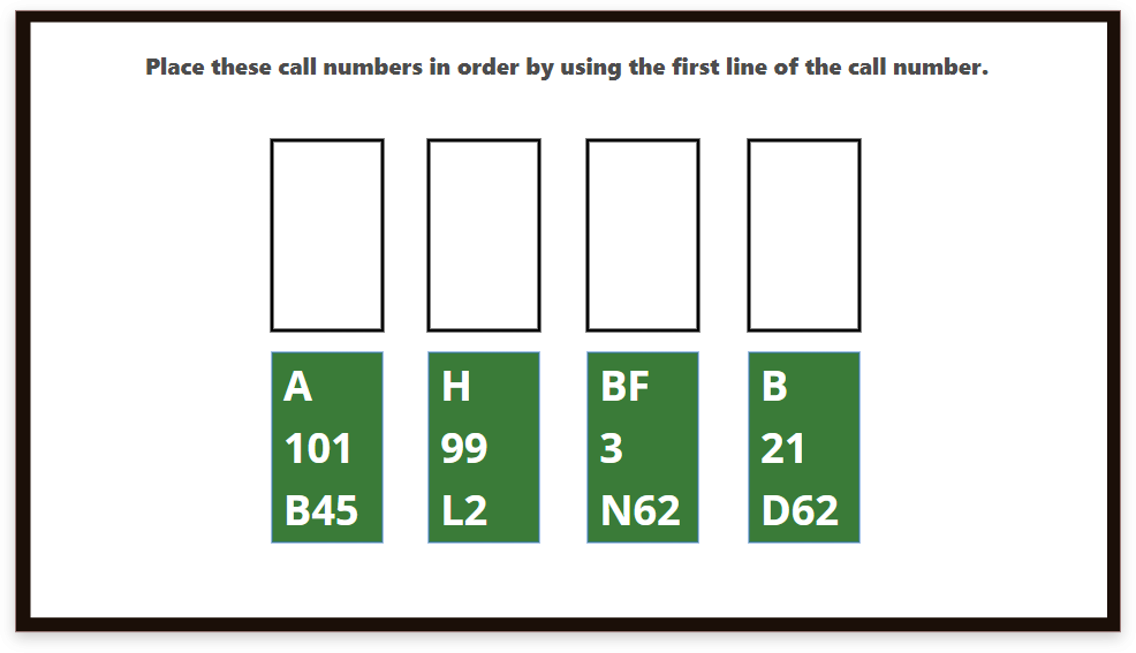 Place these call numbers in order by using the first line of the call number.
A
101
B45
H
99
L2
BF
3
N62
B
21
D62